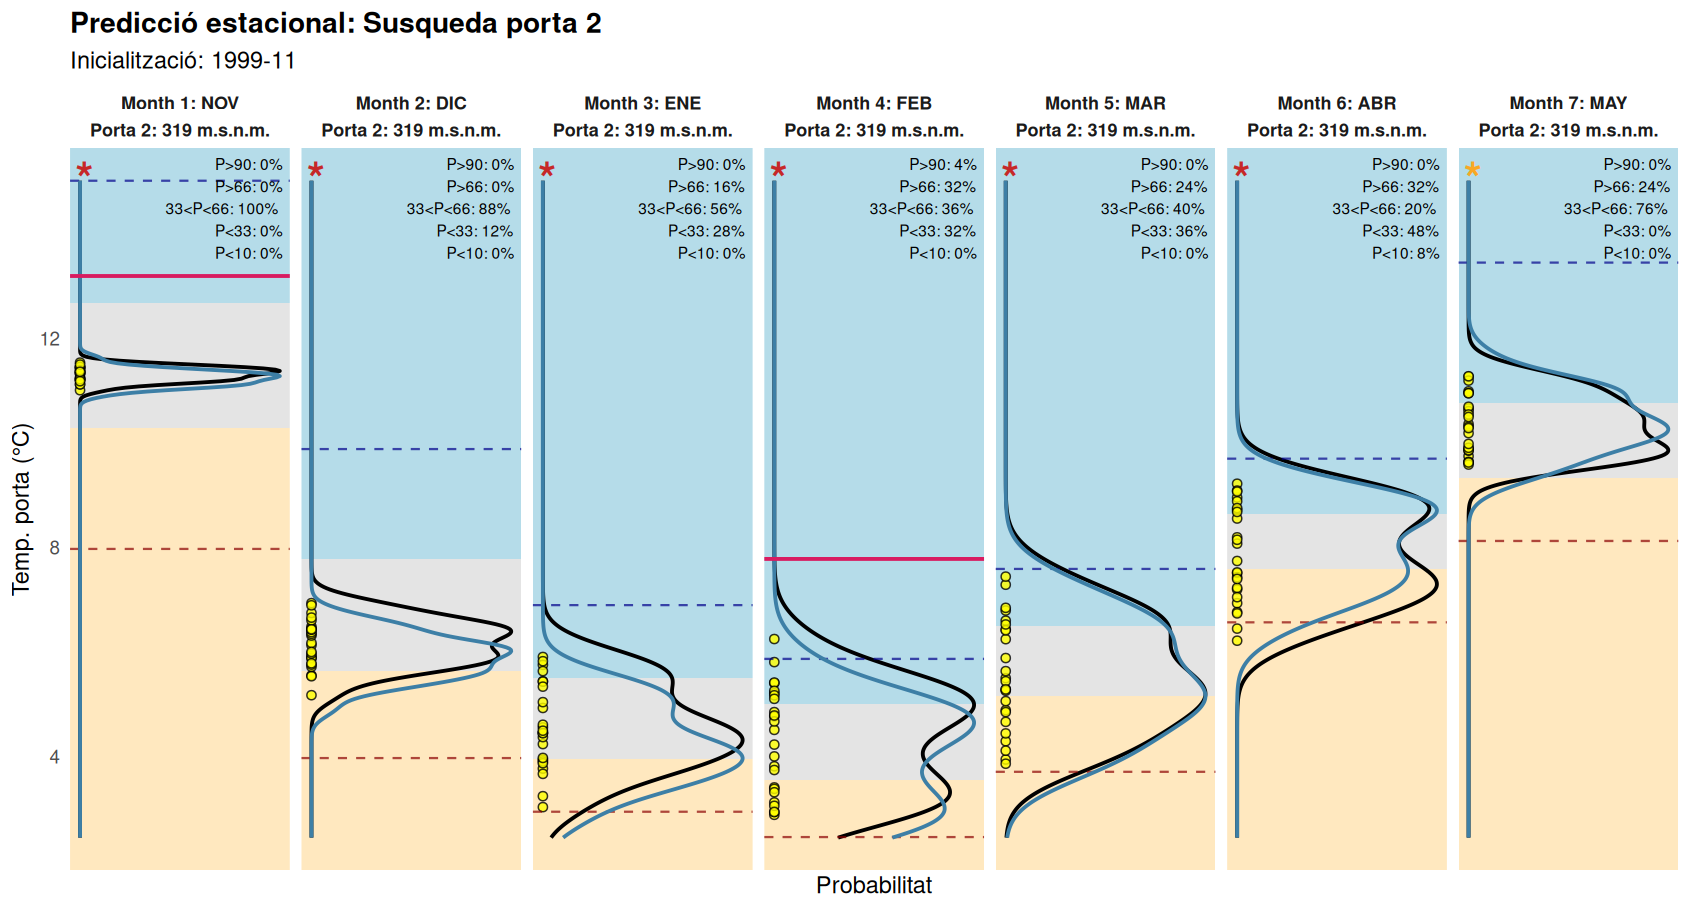 Predicció estacional: Susqueda porta 2
Inicialització: 1999-11
Month 1: NOV
Porta 2: 319 m.s.n.m.
Month 2: DIC
Porta 2: 319 m.s.n.m.
Month 3: ENE
Porta 2: 319 m.s.n.m.
Month 4: FEB
Porta 2: 319 m.s.n.m.
Month 5: MAR
Porta 2: 319 m.s.n.m.
Month 6: ABR
Porta 2: 319 m.s.n.m.
Month 7: MAY
Porta 2: 319 m.s.n.m.
*
P>90: 0%
P>66: 0%
33<P<66: 100%
P<33: 0%
P<10: 0%
*
P>90: 0%
P>66: 0%
33<P<66: 88%
P<33: 12%
P<10: 0%
*
P>90: 0%
P>66: 16%
33<P<66: 56%
P<33: 28%
P<10: 0%
*
P>90: 4%
P>66: 32%
33<P<66: 36%
P<33: 32%
P<10: 0%
*
P>90: 0%
P>66: 24%
33<P<66: 40%
P<33: 36%
P<10: 0%
*
P>90: 0%
P>66: 32%
33<P<66: 20%
P<33: 48%
P<10: 8%
*
P>90: 0%
P>66: 24%
33<P<66: 76%
P<33: 0%
P<10: 0%
12
8
4
Temp. porta (°C)
Probabilitat